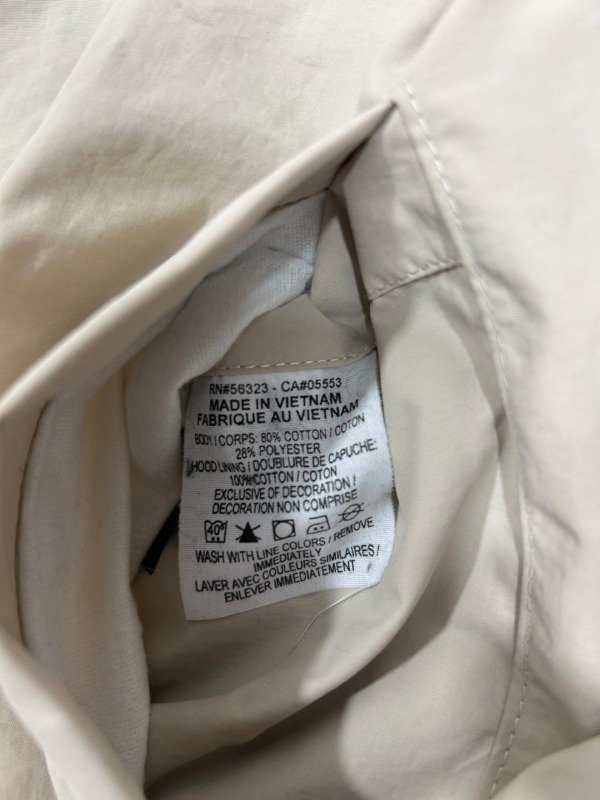 RN#56323 - CA#05553
MADE IN VIETNAM
FABRIQUE AU VIETNAM
BODY / CORPS: 80% COTTON / COTON
28% POLYESTER
HOOD LINING / DOUBLURE DE CAPUCHE:
100% COTTON / COTON
EXCLUSIVE OF DECORATION /
DECORATION NON COMPRISE
40°
WASH WITH LINE COLORS / REMOVE
IMMEDIATELY
LAVER AVEC COULEURS SIMILAIRES /
ENLEVER IMMEDIATEMENT